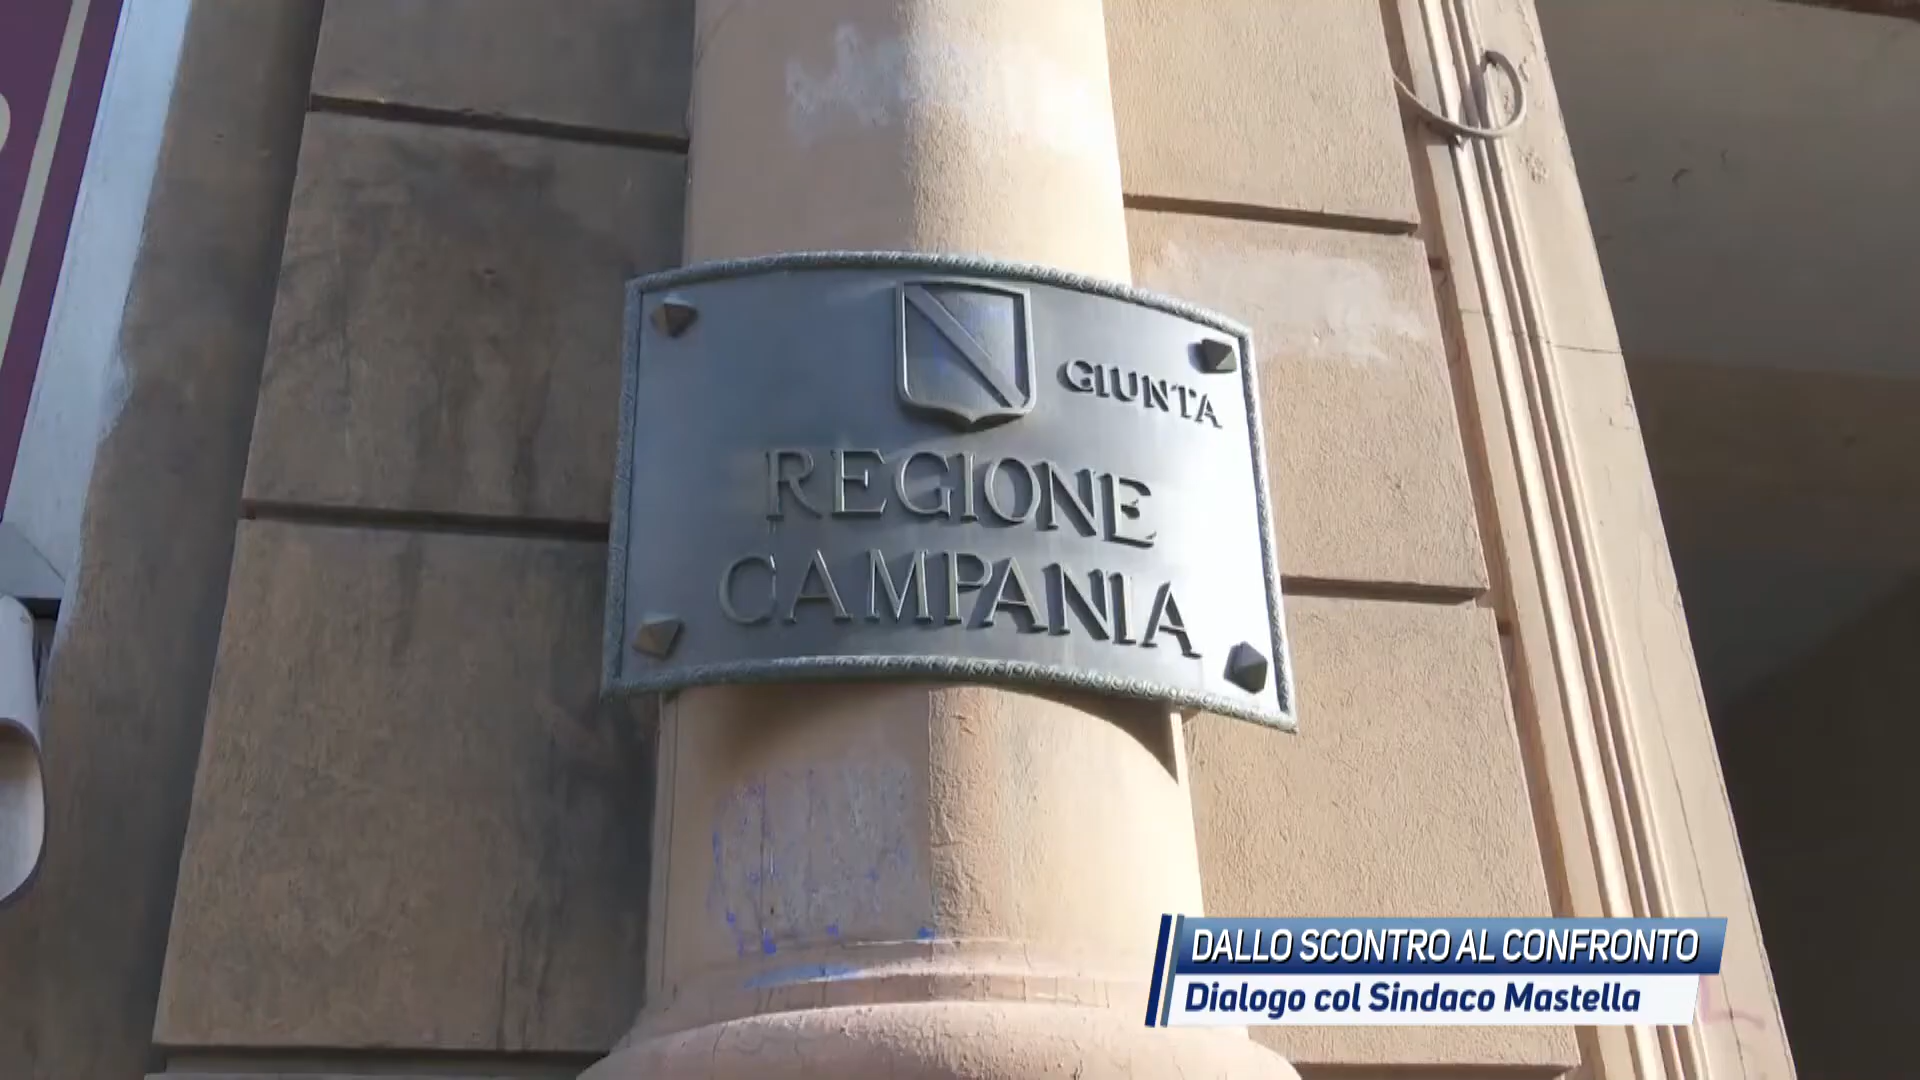 GIUNTA
REGIONE
CAMPANIA
DALLO SCONTRO AL CONFRONTO
Dialogo col Sindaco Mastella